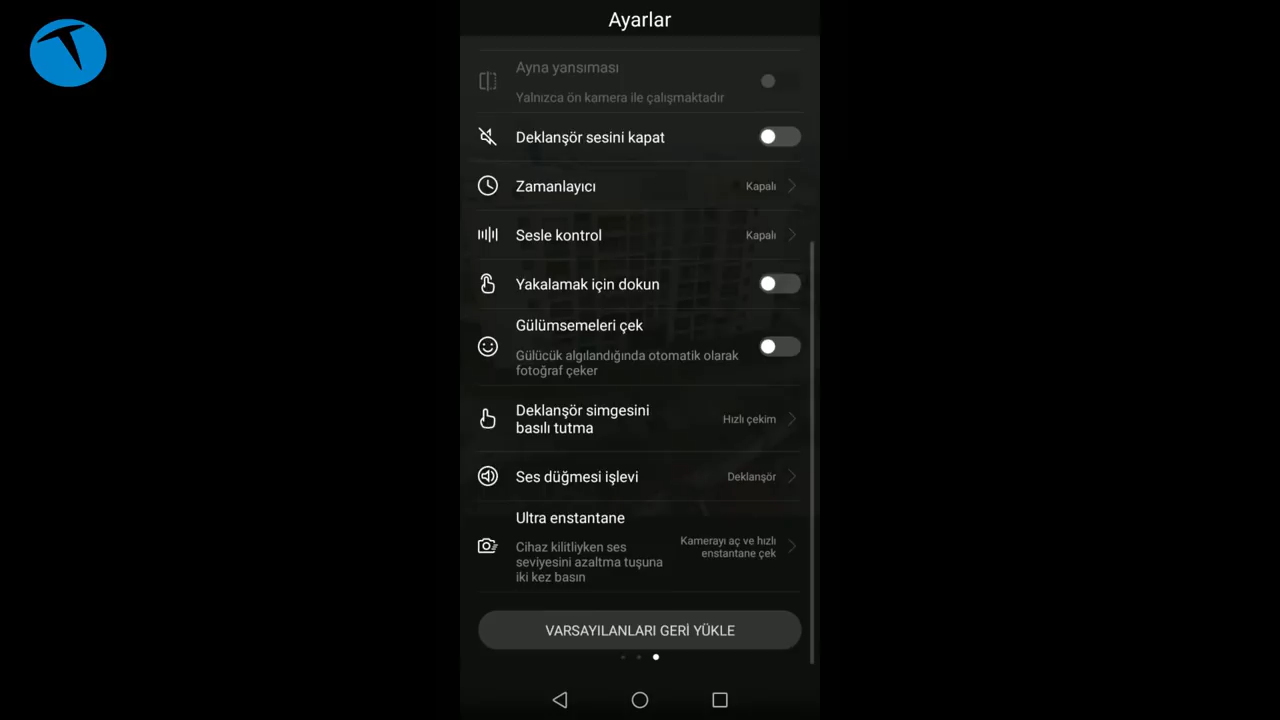 Ayarlar
Ayna yansıması
Yalnızca ön kamera ile çalışmaktadır
Deklanşör sesini kapat
Zamanlayıcı Kapalı
Sesle kontrol Kapalı
Yakalamak için dokun
Gülümsemeleri çek
Gülücük algılandığında otomatik olarak
fotoğraf çeker
Deklanşör simgesini
basılı tutma
Hızlı çekim
Ses düğmesi işlevi Deklanşör
Ultra enstantane
Cihaz kilitliyken ses
seviyesini azaltma tuşuna
iki kez basın
Kamerayı aç ve hızlı
enstantane çek
VARSAYILANLARI GERİ YÜKLE